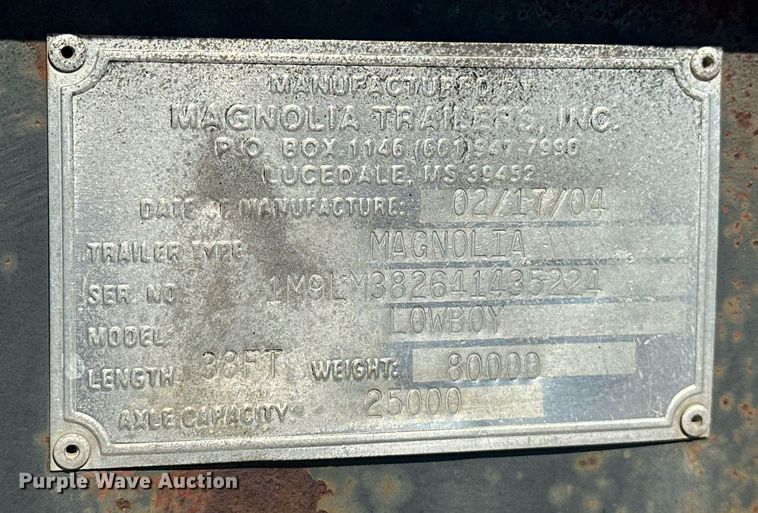 MANUFACTURED BY
MAGNOLIA TRAILERS, INC.
P.O. BOX 1146 (601) 947 7990
LUCEDALE, MS 39452
DATE OF MANUFACTURE: 02/17/04
TRAILER TYPE: MAGNOLIA
SER NO 1M9LM382641435224
MODEL LOWBOY
LENGTH. 38FT WEIGHT: 80000
AXLE CAPACITY 25000
Purple Wave Auction